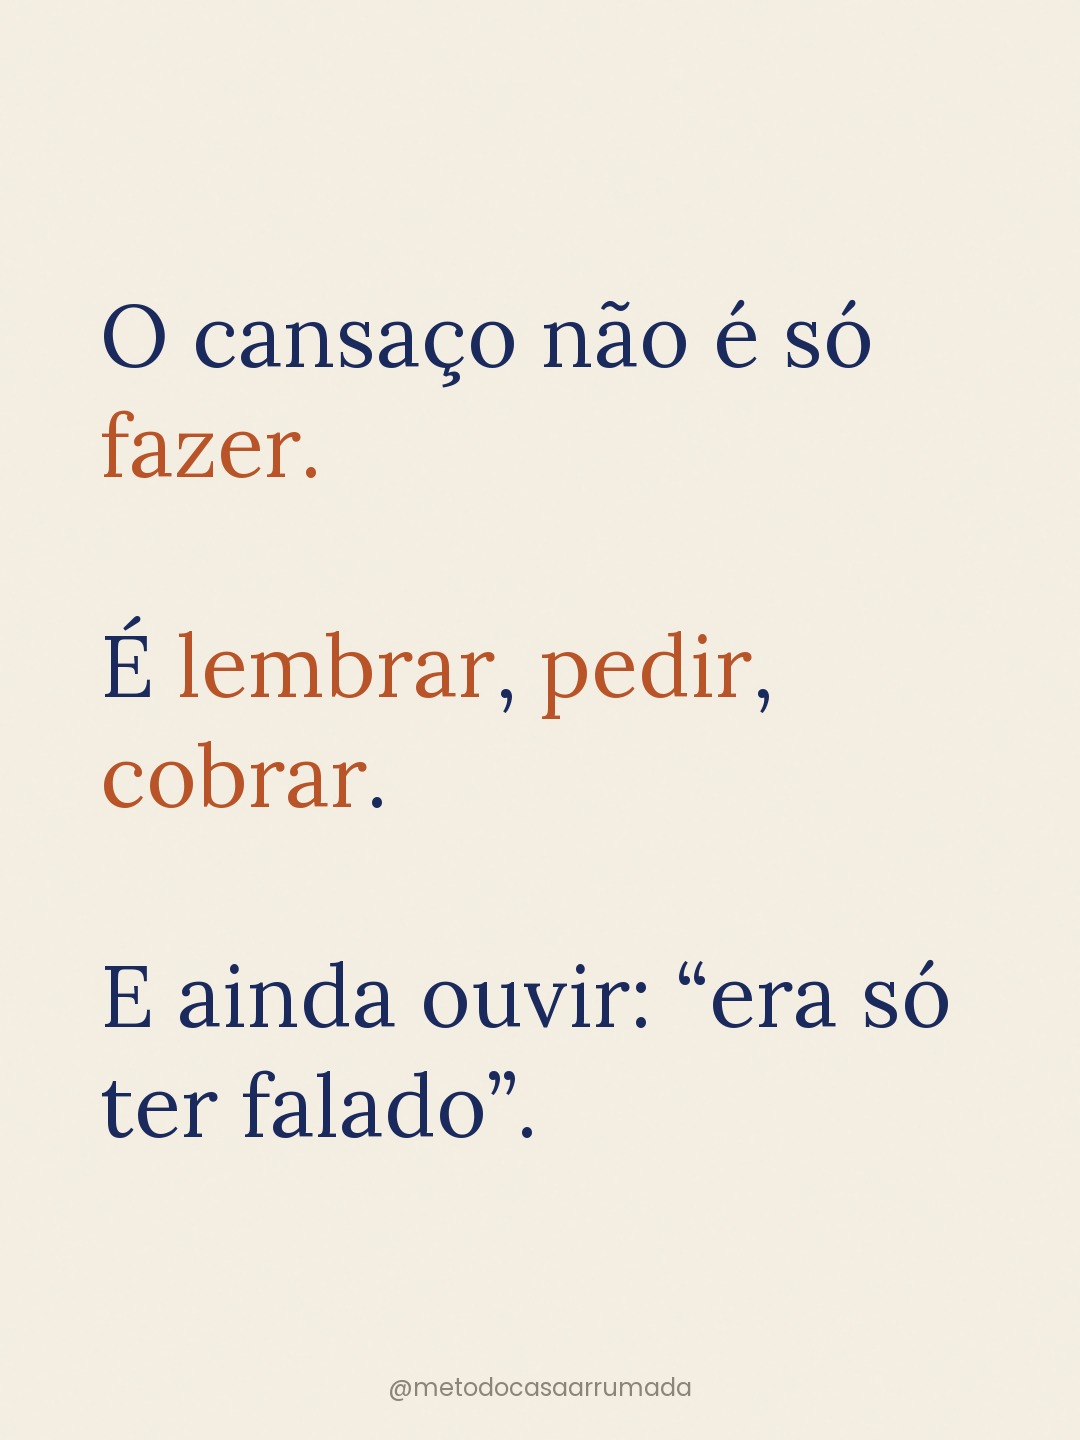 O cansaço não é só
fazer.
É lembrar, pedir,
cobrar.
E ainda ouvir: “era só
ter falado”.
@metodocasaarrumada